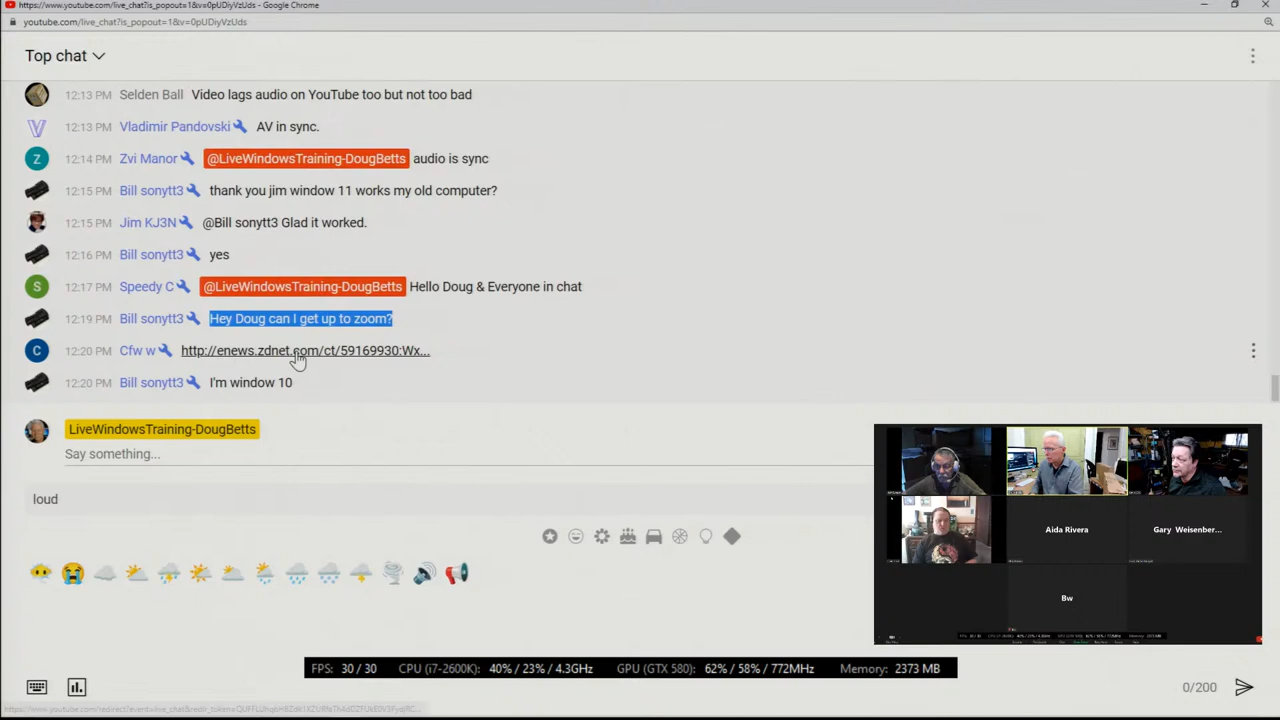 https://www.youtube.com/live_chat?is_popout=1&v=0pUDiyVzUds - Google Chrome
youtube.com/live_chat?is_popout=1&v=0pUDiyVzUds
Top chat
12:13 PM Selden Ball Video lags audio on YouTube too but not too bad
12:13 PM Vladimir Pandovski AV in sync.
12:14 PM Zvi Manor @LiveWindowsTraining-DougBetts audio is sync
12:15 PM Bill sonytt3 thank you jim window 11 works my old computer?
12:15 PM Jim KJ3N @Bill sonytt3 Glad it worked.
12:16 PM Bill sonytt3 yes
12:17 PM Speedy C @LiveWindowsTraining-DougBetts Hello Doug & Everyone in chat
12:19 PM Bill sonytt3 Hey Doug can I get up to zoom?
12:20 PM Cfw w http://enews.zdnet.com/ct/59169930:Wx...
12:20 PM Bill sonytt3 I'm window 10
LiveWindowsTraining-DougBetts
Say something...
loud
Aida Rivera
Gary Weisenber...
Bw
FPS: 30 / 30 CPU (i7-2600K): 40% / 23% / 4.3GHz GPU (GTX 580): 62% / 58% / 772MHz Memory: 2373 MB
0/200